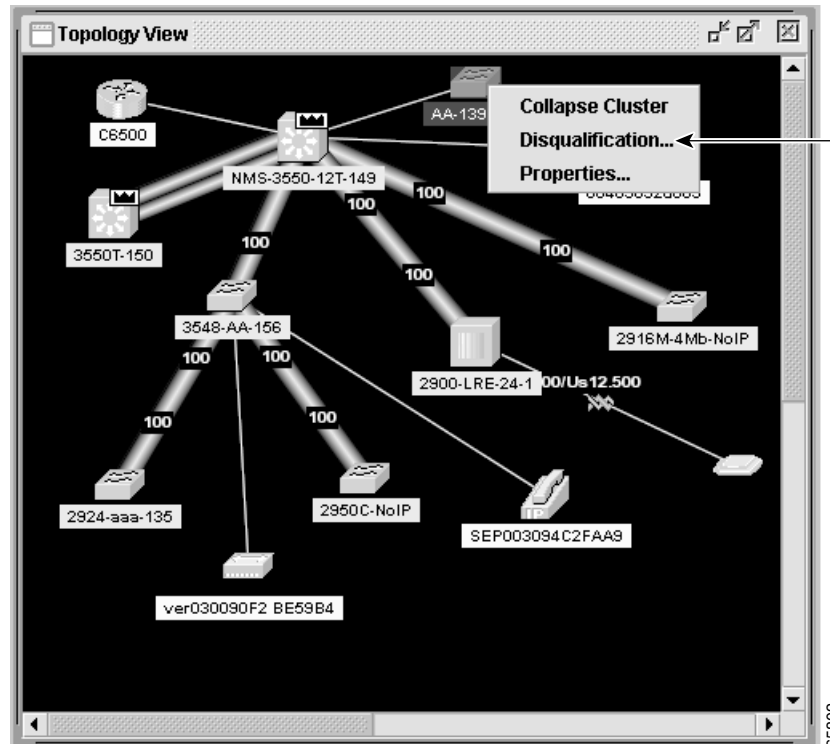 Topology View
C6500
AA-139
Collapse Cluster
Disqualification...
Properties...
NMS-3550-12T-149
100
100
3550T-150
100
100
100
3548-AA-156
2916M-4Mb-NoIP
100
100
2900-LRE-24-1
00/Us12.500
100
100
2924-aaa-135
2950C-NoIP
IP
SEP003094C2FAA9
ver030090F2 BE59B4